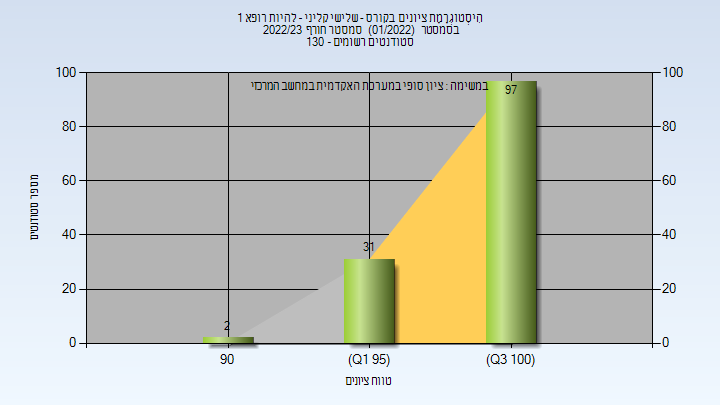 היסטוגרמת ציונים בקורס - שלישי קליני - להיות רופא 1
בסמסטר (01/2022) סמסטר חורף 2022/23
סטודנטים רשומים - 130
במשימה : ציון סופי במערכת האקדמית במחשב המרכזי
100
80
60
40
20
0
100
80
60
40
20
0
מספר סטודנטים
2
31
97
90
(Q1 95)
(Q3 100)
טווח ציונים